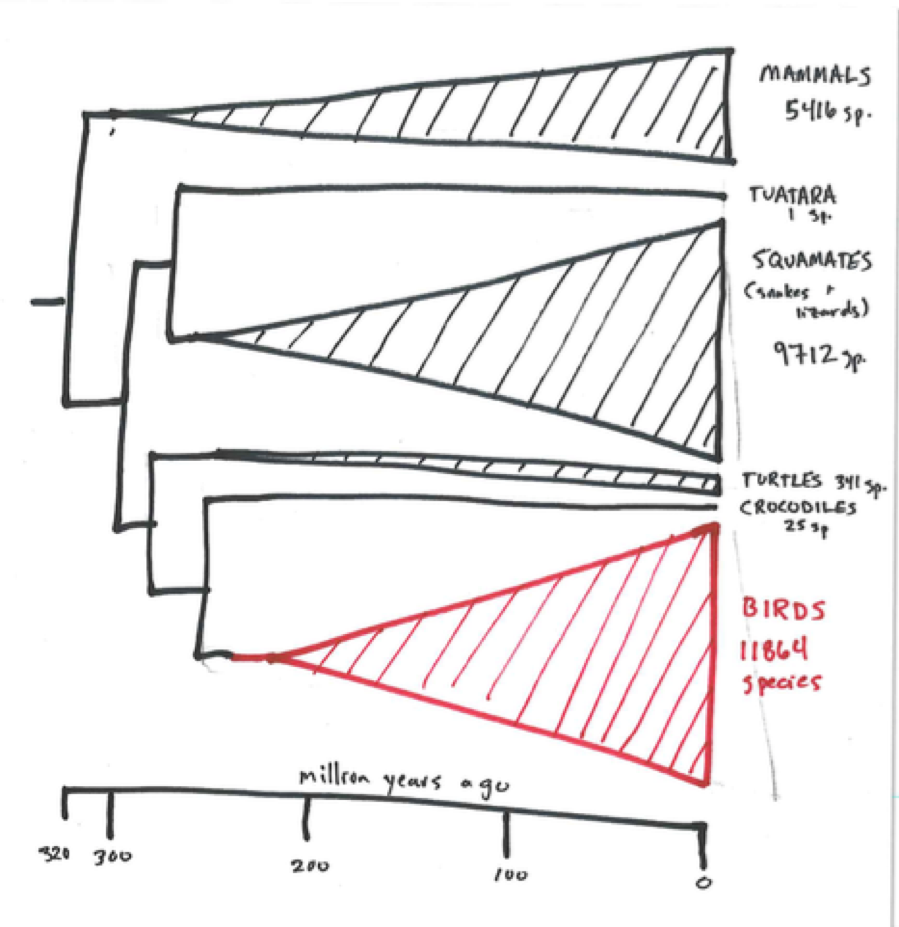 MAMMALS
5416 sp.
TUATARA
1 sp.
SQUAMATES
(snakes +
lizards)
9712 sp.
TURTLES 341 sp.
CROCODILES
25 sp
BIRDS
11864
species
million years ago
320 300 200 100 0